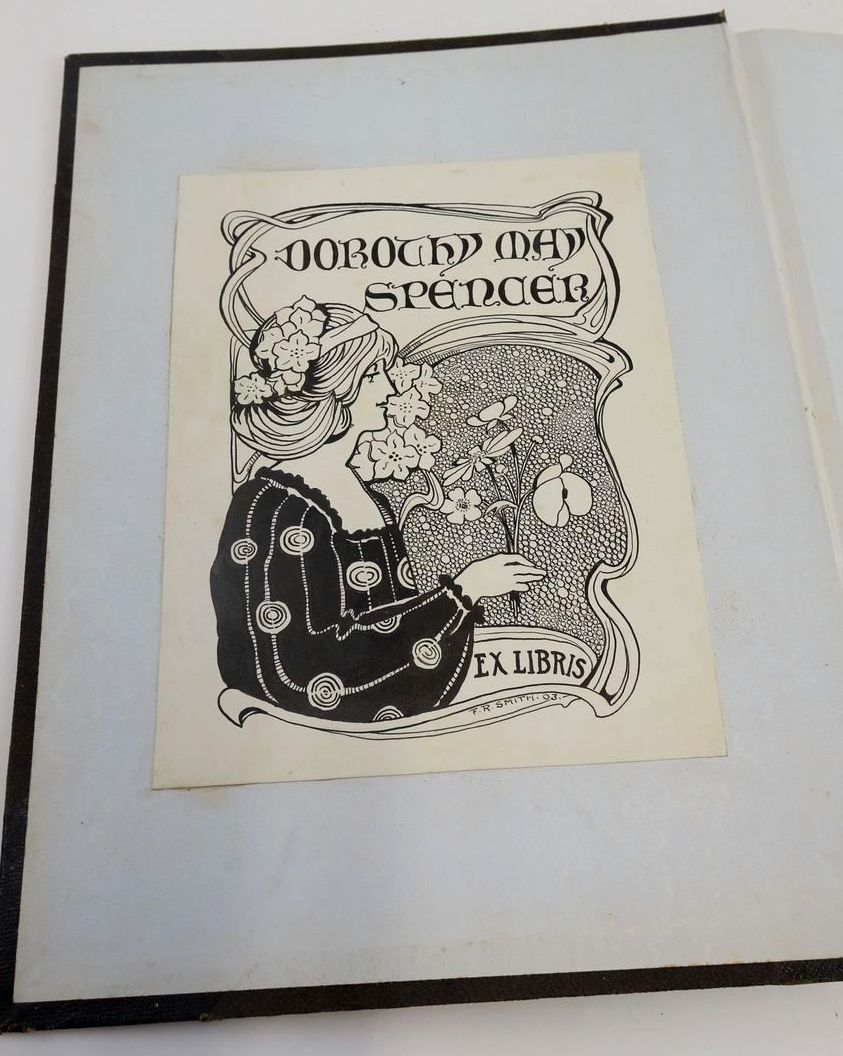 DOROTHY MAY
SPENCER
EX LIBRIS
F.R.SMITH.03.